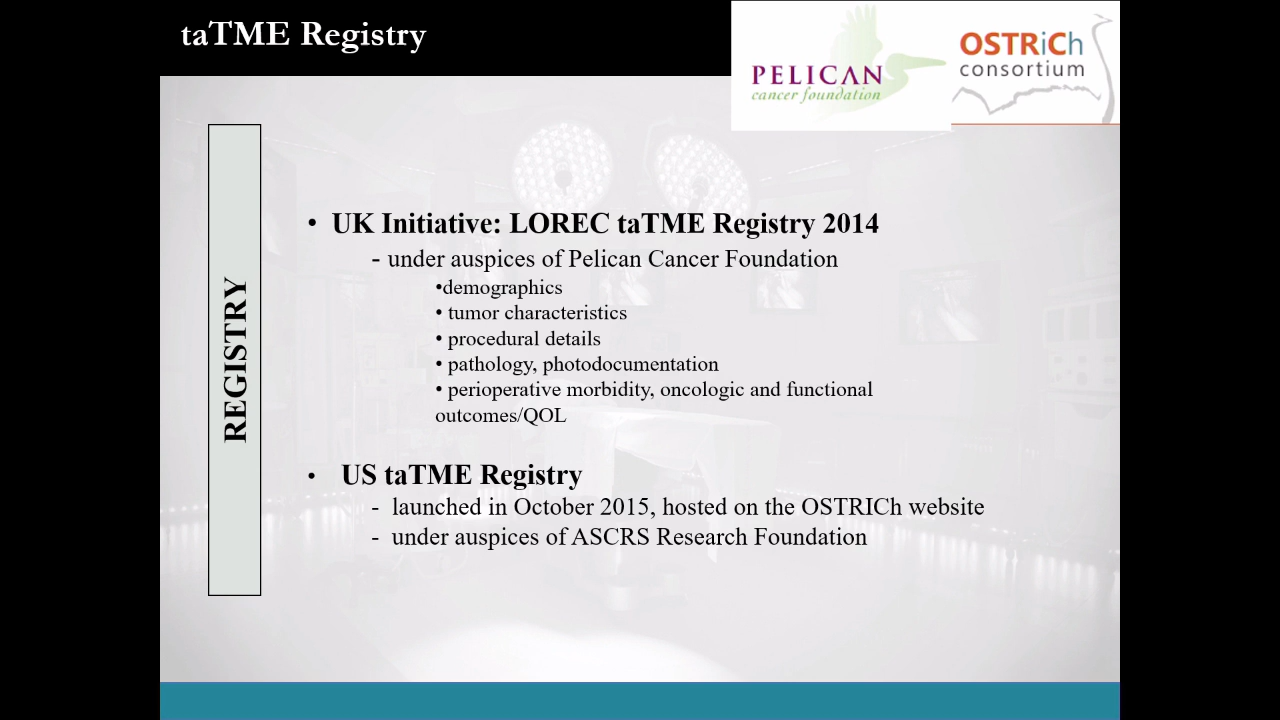 taTME Registry
PELICAN
cancer foundation
OSTRiCh
consortium
REGISTRY
• UK Initiative: LOREC taTME Registry 2014
- under auspices of Pelican Cancer Foundation
•demographics
• tumor characteristics
• procedural details
• pathology, photodocumentation
• perioperative morbidity, oncologic and functional
outcomes/QOL
• US taTME Registry
- launched in October 2015, hosted on the OSTRICh website
- under auspices of ASCRS Research Foundation